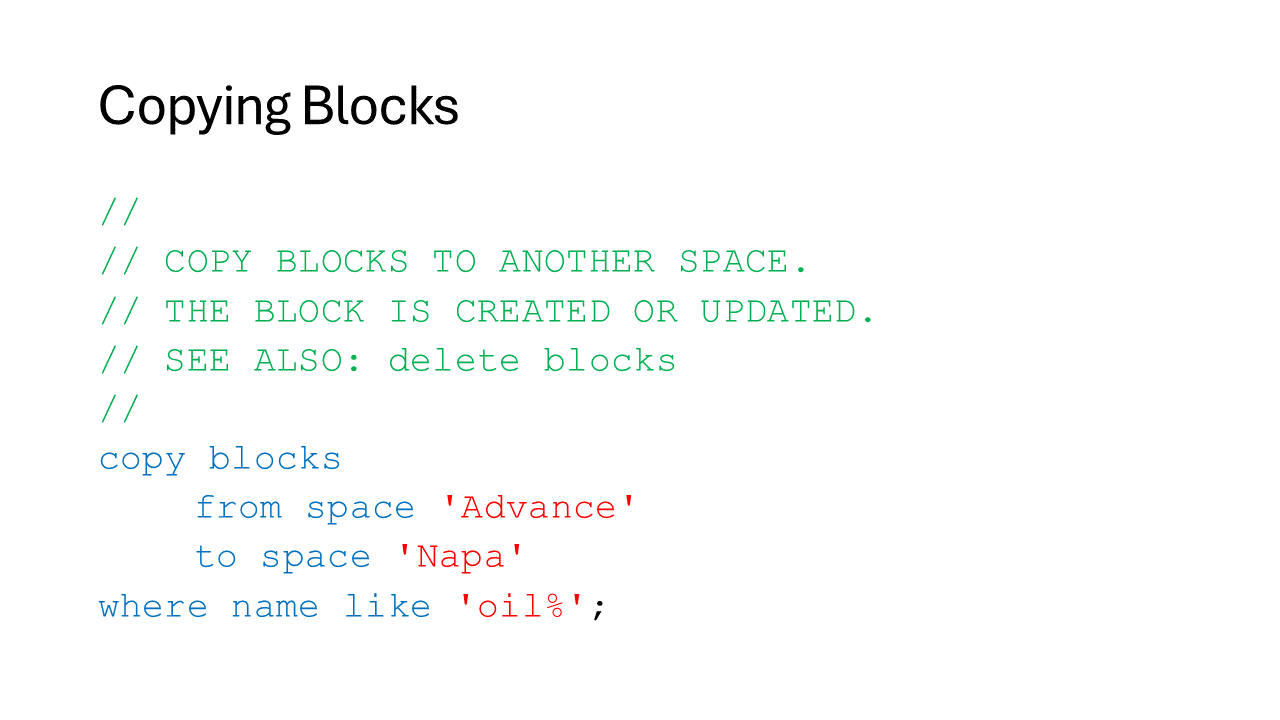 Copying Blocks
//
// COPY BLOCKS TO ANOTHER SPACE.
// THE BLOCK IS CREATED OR UPDATED.
// SEE ALSO: delete blocks
//
copy blocks
from space 'Advance'
to space 'Napa'
where name like 'oil%';